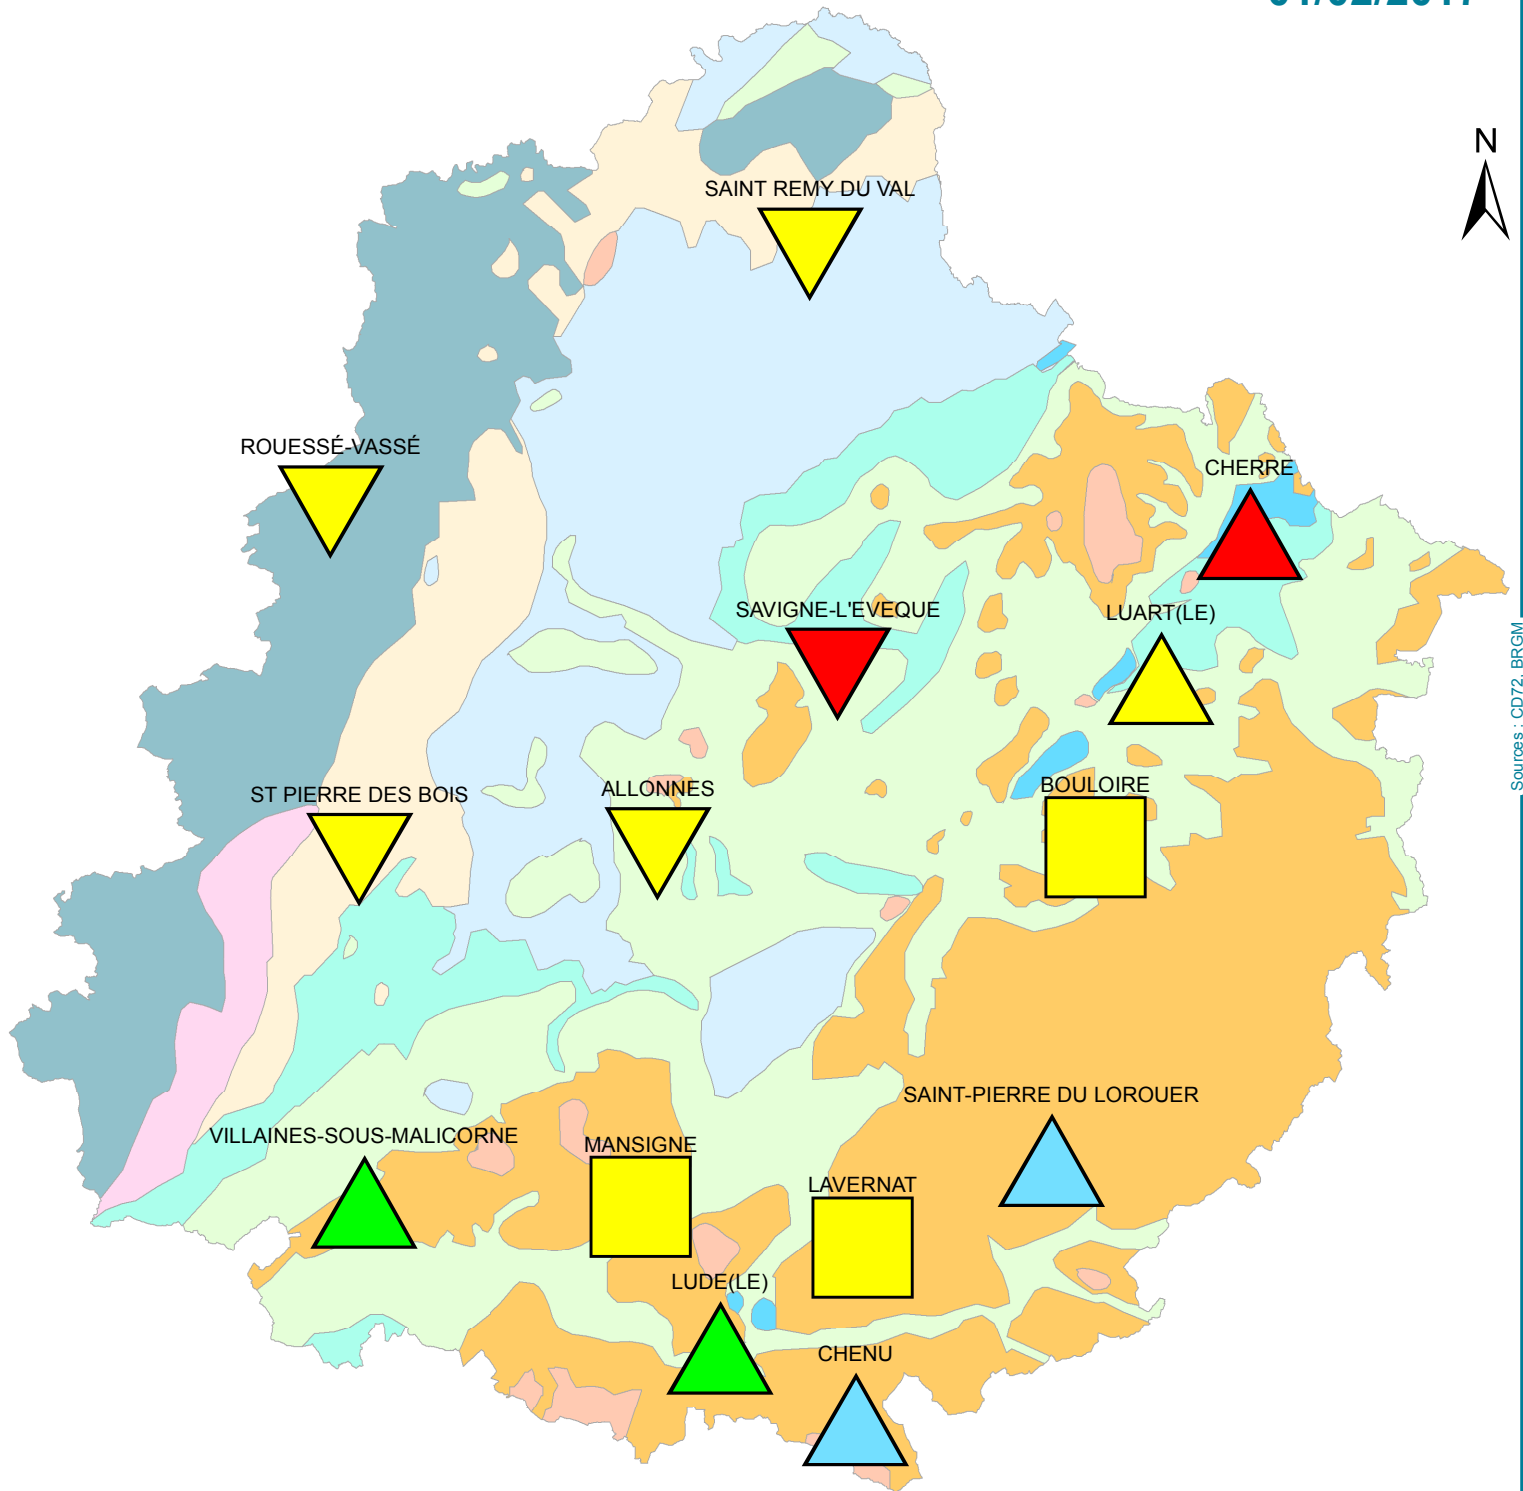 N
SAINT REMY DU VAL
ROUESSÉ-VASSÉ
CHERRE
SAVIGNE-L'EVEQUE
LUART(LE)
Sources : CD72, BRGM
ST PIERRE DES BOIS
ALLONNES
BOULOIRE
SAINT-PIERRE DU LOROUER
VILLAINES-SOUS-MALICORNE
MANSIGNE
LAVERNAT
LUDE(LE)
CHENU